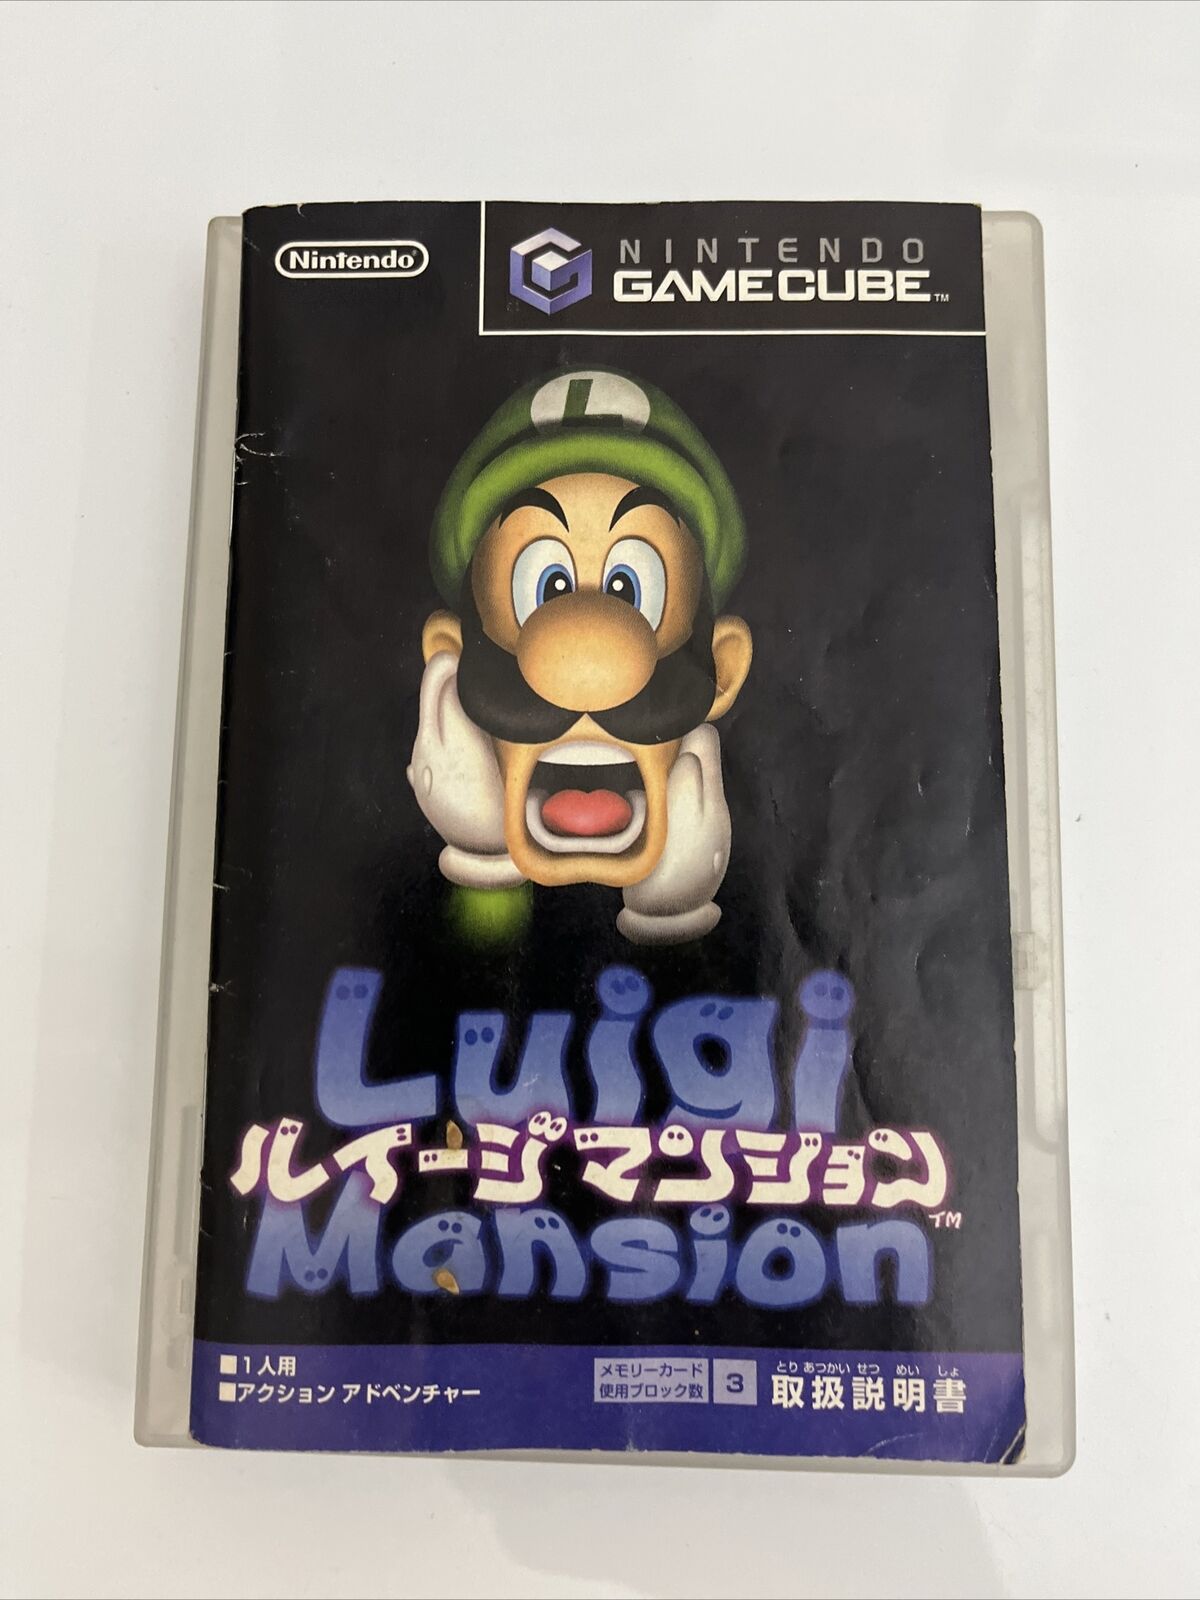 Nintendo
NINTENDO
GAMECUBE™
L
Luigi
ルイージマンション™
Mansion
■1人用
■アクション アドベンチャー
メモリーカード
使用ブロック数
3
とり あつかい せつ めい しょ
取扱説明書